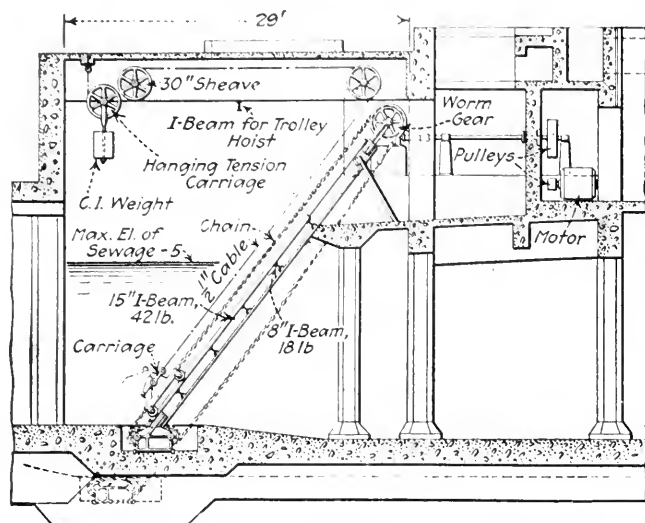 29'
30" Sheave
I-Beam for Trolley
Hoist
Worm
Gear
Pulleys
Hanging Tension
Carriage
C.I. Weight
Motor
Chain
Max. El. of
Sewage -5
1/2" Cable
15" I-Beam,
42 lb.
8" I-Beam,
18 lb
Carriage